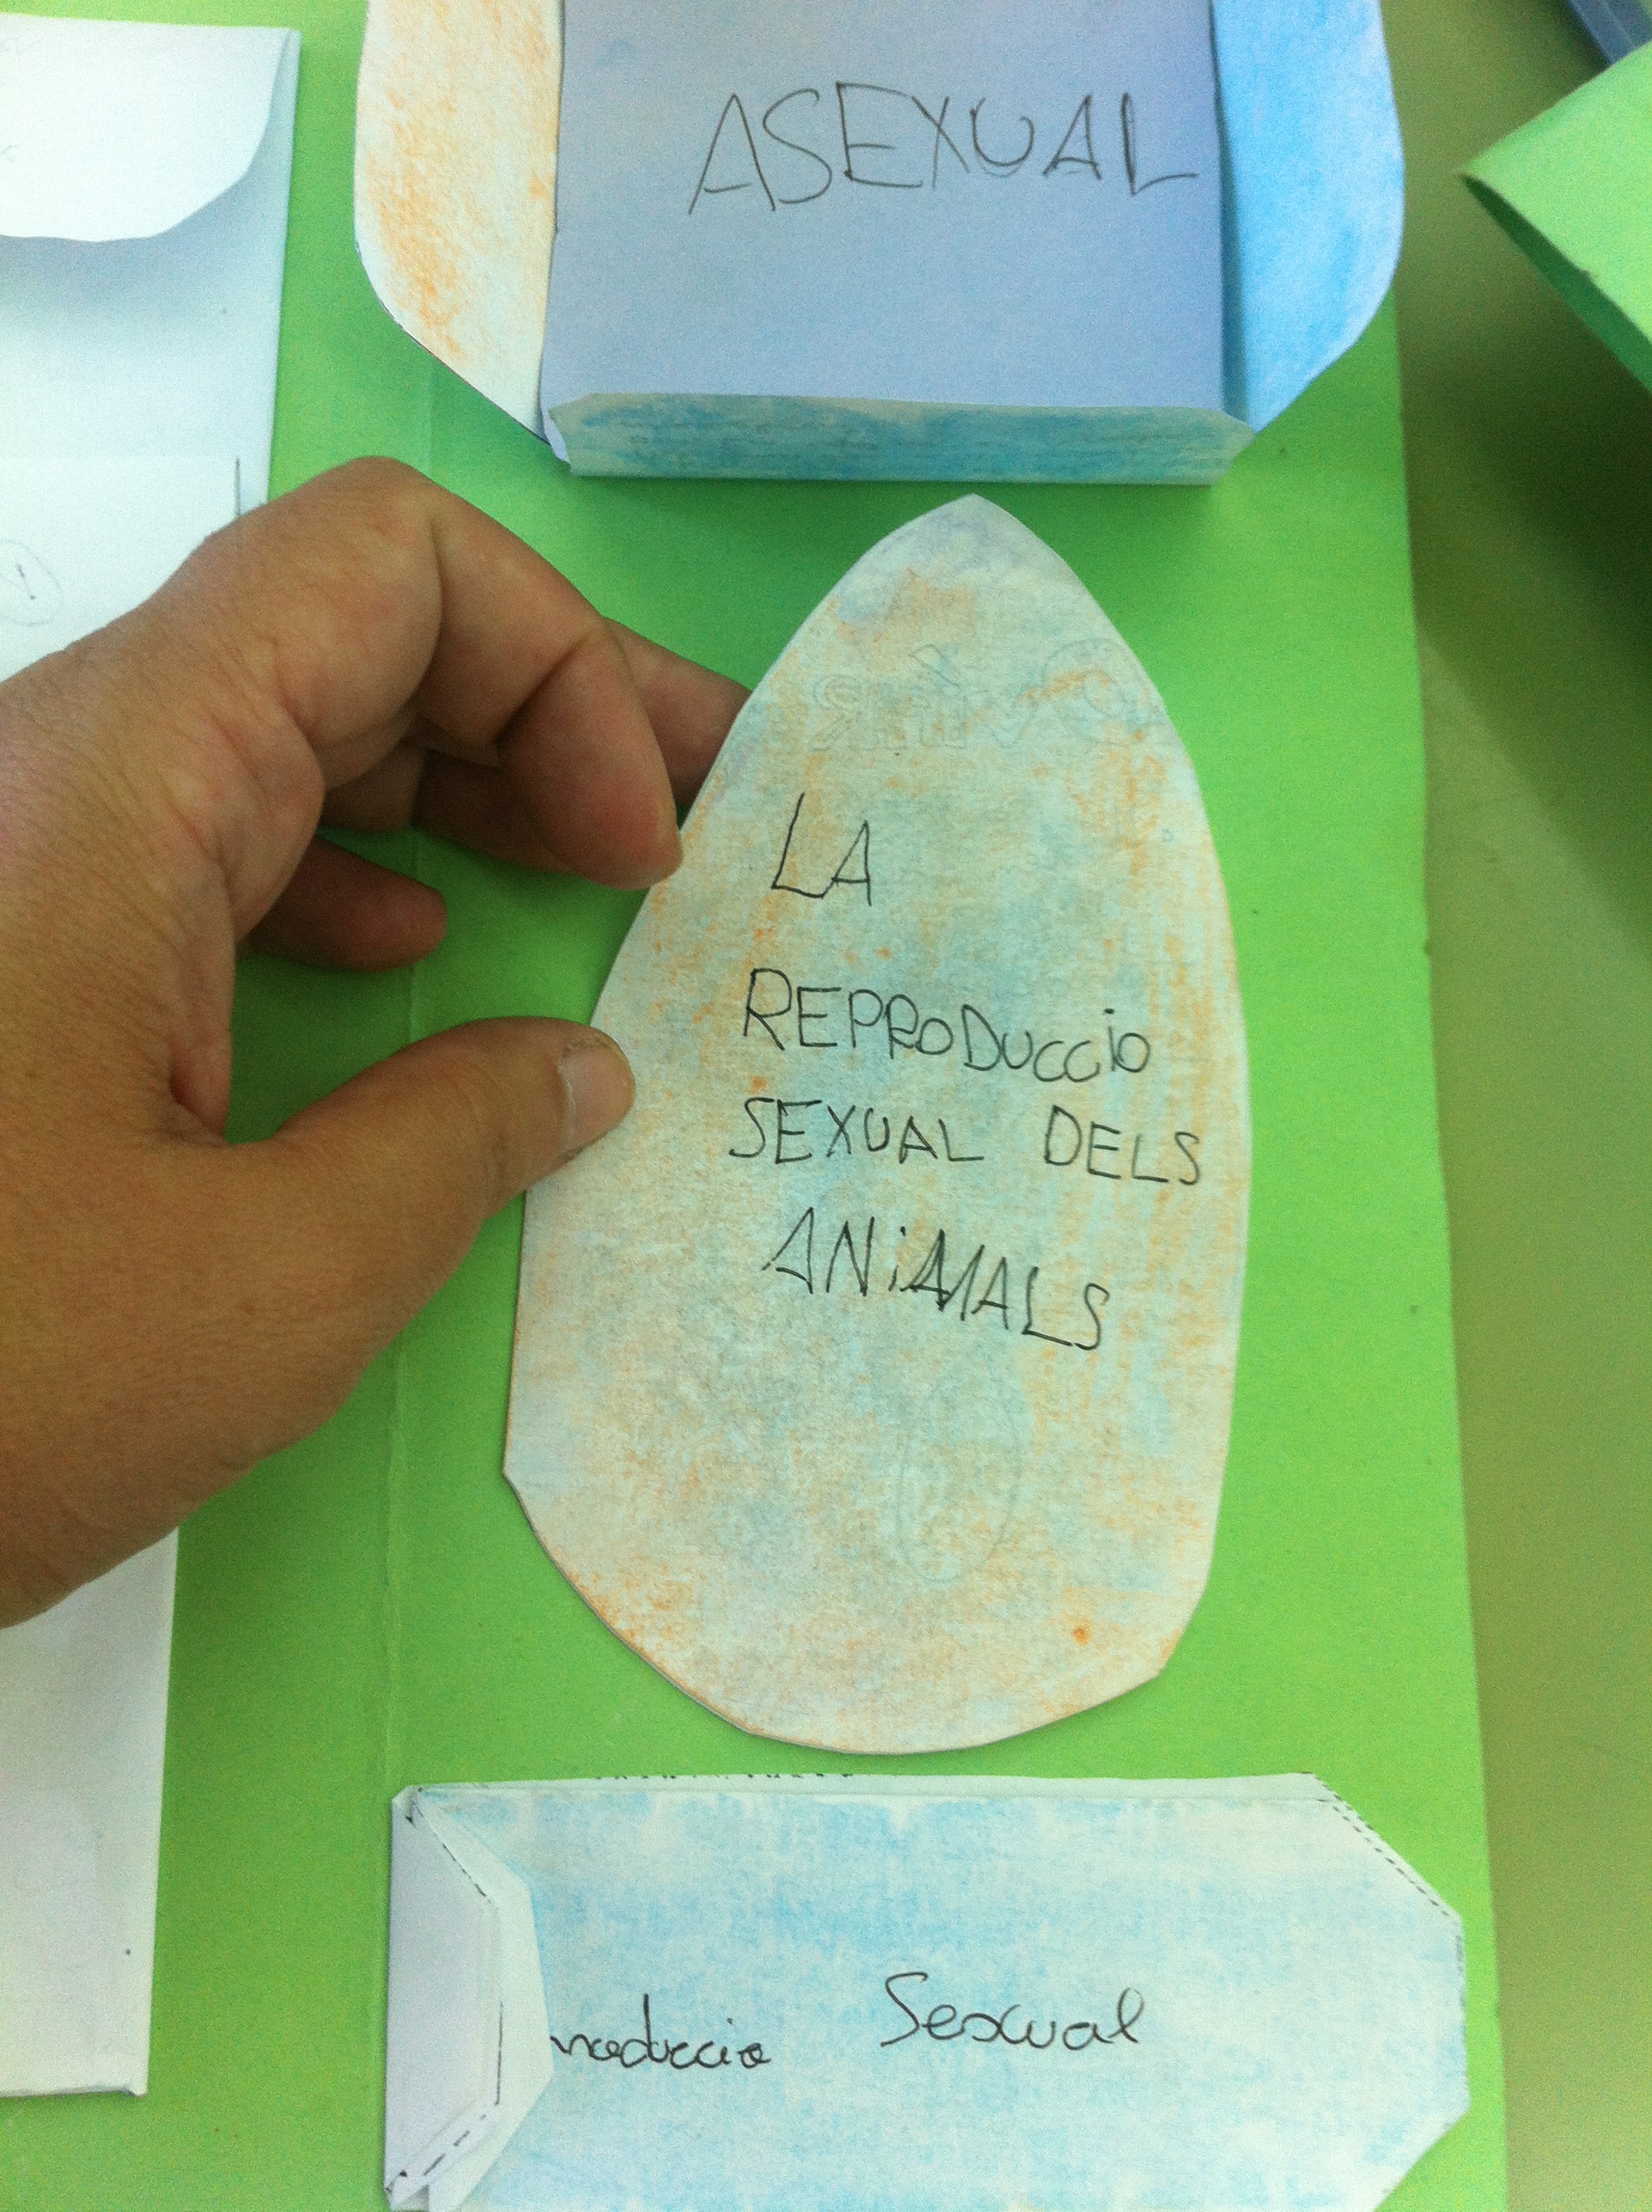 ASEXUAL
LA
REPRODUCCIO
SEXUAL DELS
ANiMALS
Sexual